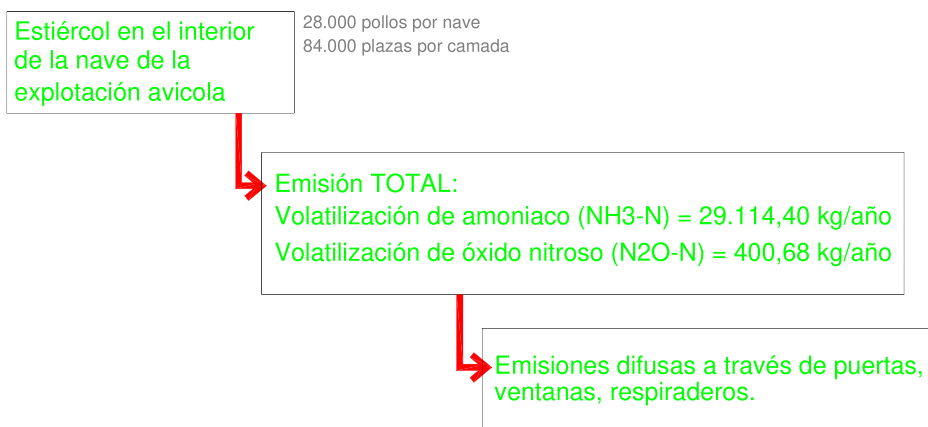 Estiércol en el interior
de la nave de la
explotación avicola
28.000 pollos por nave
84.000 plazas por camada
Emisión TOTAL:
Volatilización de amoniaco (NH3-N) = 29.114,40 kg/año
Volatilización de óxido nitroso (N2O-N) = 400,68 kg/año
Emisiones difusas a través de puertas,
ventanas, respiraderos.